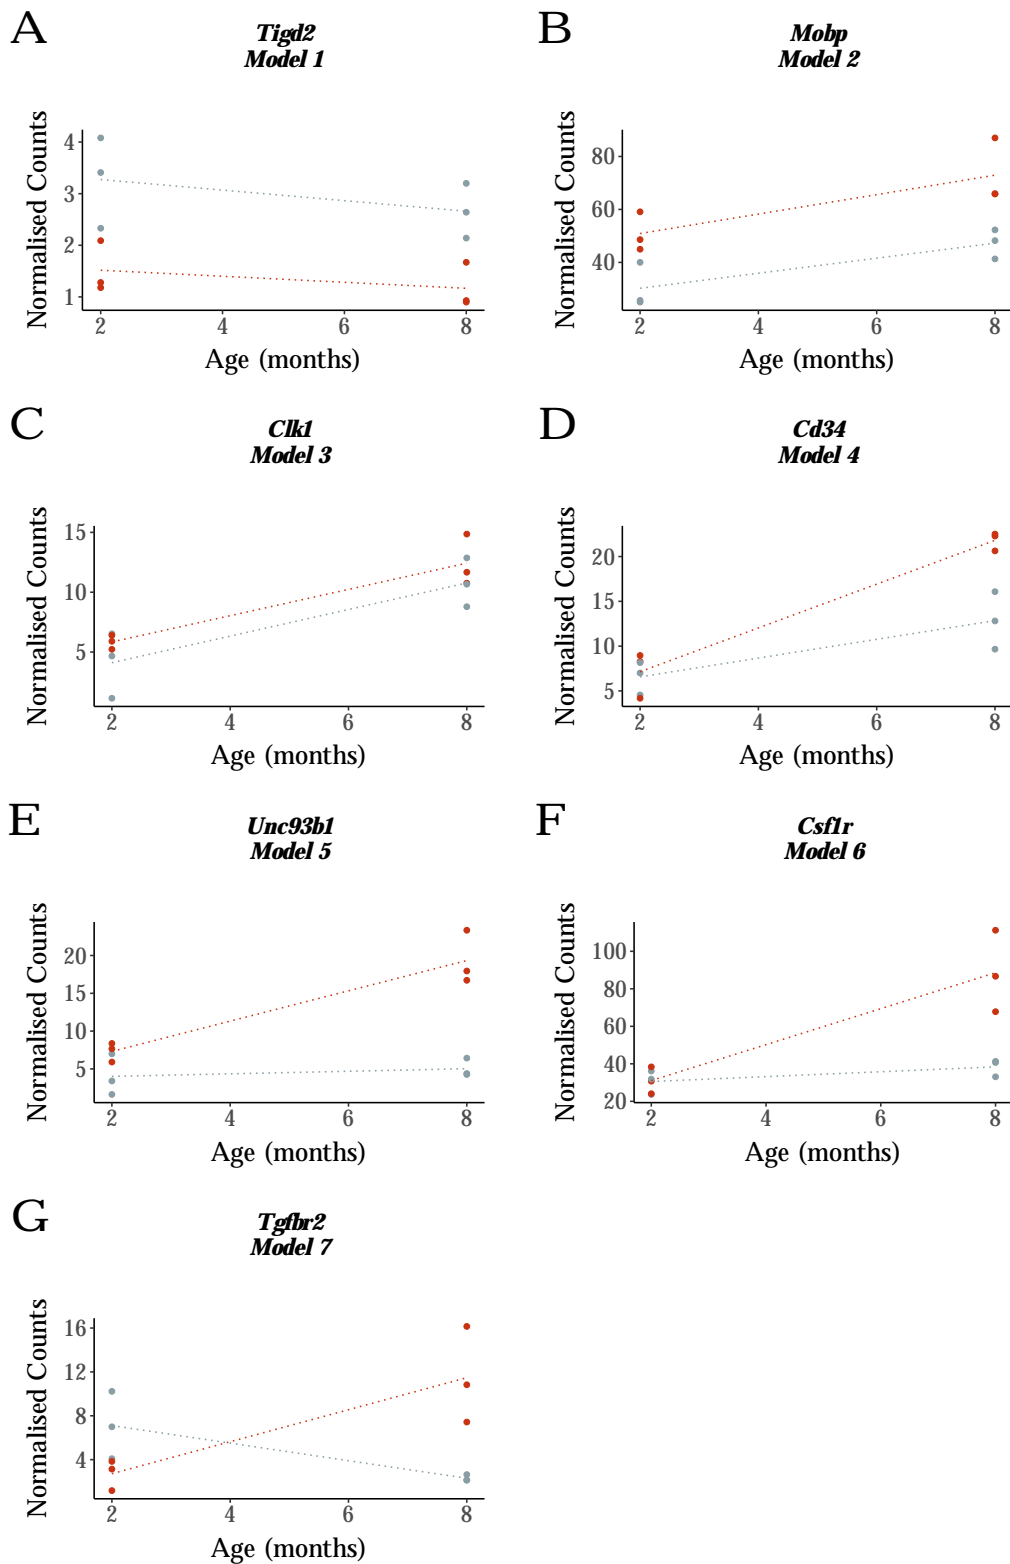 A
Tigd2
Model 1
Normalised Counts
4
3
2
1
2 4 6 8
Age (months)
B
Mobp
Model 2
Normalised Counts
80
60
40
2 4 6 8
Age (months)
C
Clk1
Model 3
Normalised Counts
15
10
5
2 4 6 8
Age (months)
D
Cd34
Model 4
Normalised Counts
20
15
10
5
2 4 6 8
Age (months)
E
Unc93b1
Model 5
Normalised Counts
20
15
10
5
2 4 6 8
Age (months)
F
Csf1r
Model 6
Normalised Counts
100
80
60
40
20
2 4 6 8
Age (months)
G
Tgfbr2
Model 7
Normalised Counts
16
12
8
4
2 4 6 8
Age (months)